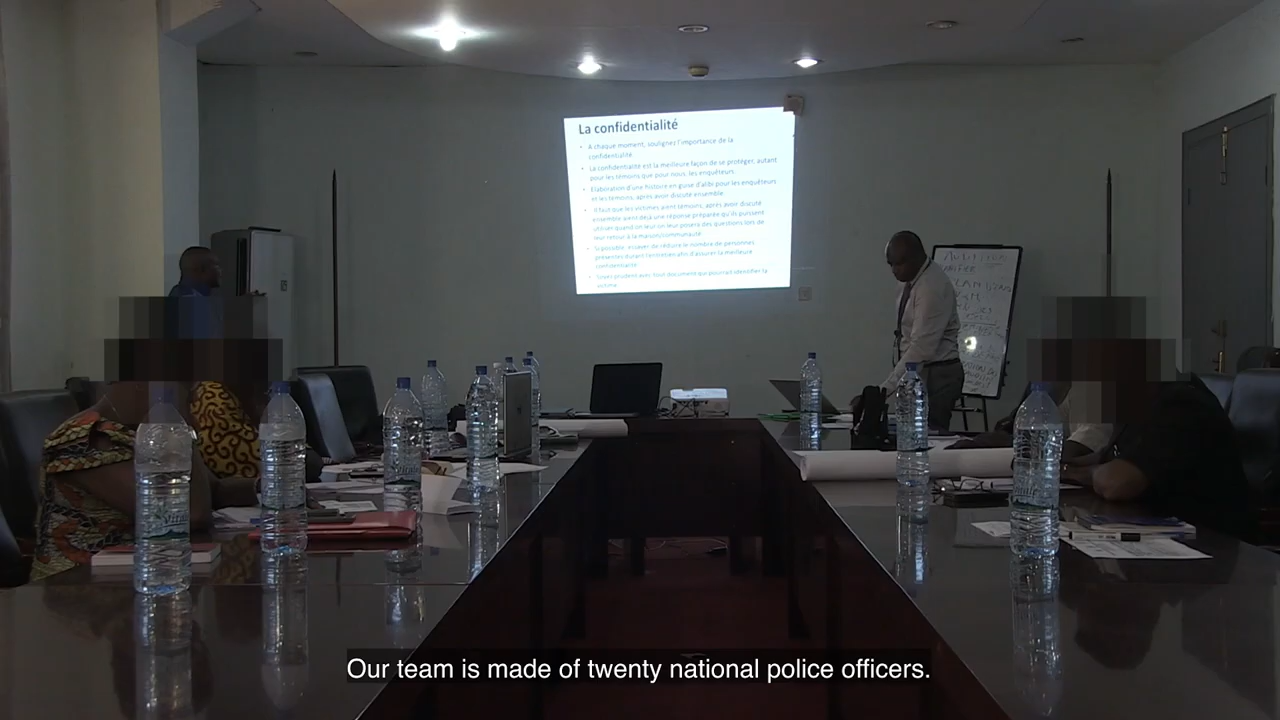 La confidentialité
• A chaque moment, soulignez l'importance de la
confidentialité.
• La confidentialité est la meilleure façon de se protéger, autant
pour les témoins que pour nous, les enquêteurs.
• Elaboration d'une histoire en guise d'alibi pour les enquêteurs
et les témoins, après avoir discuté ensemble.
• Il faut que les victimes aient témoins, après avoir discuté
ensemble aient déjà une réponse préparée qu'ils puissent
utiliser quand on leur on leur posera des questions lors de
leur retour à la maison/communauté.
• Si possible: essayer de réduire le nombre de personnes
présentes durant l'entretien afin d'assurer la meilleure
confidentialité.
• Soyez prudent avec tout document qui pourrait identifier la
victime.
Our team is made of twenty national police officers.